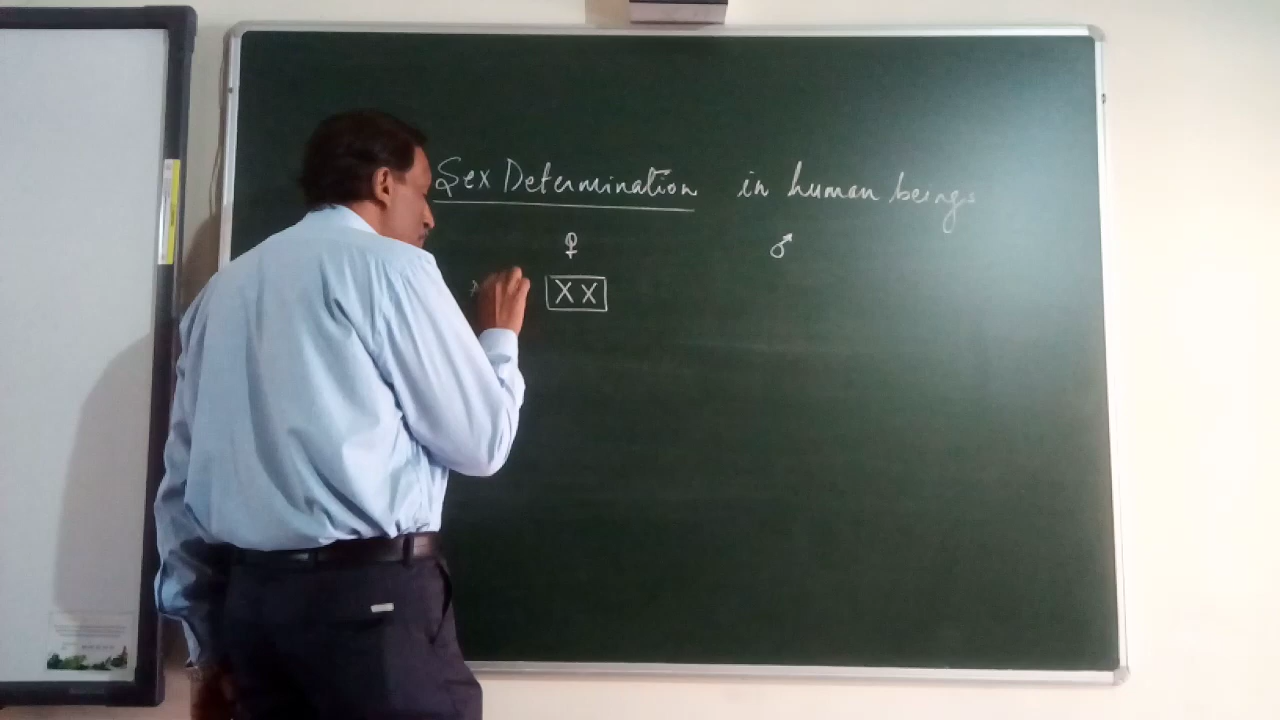 Sex Determination in human beings
♀ ♂
X X